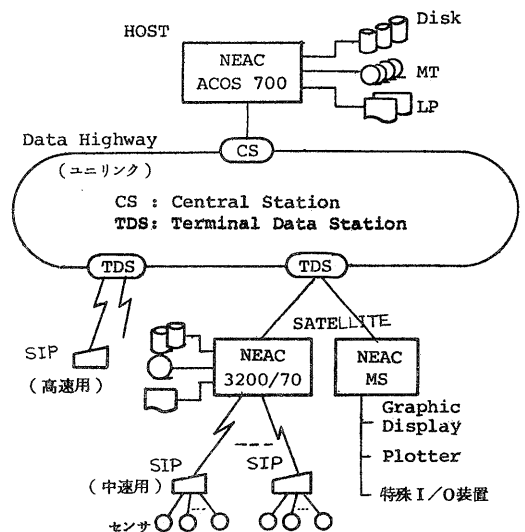 HOST
NEAC
ACOS 700
Disk
MT
LP
Data Highway
(ユニリンク)
CS
CS : Central Station
TDS: Terminal Data Station
TDS
TDS
SIP
(高速用)
SATELLITE
NEAC
3200/70
NEAC
MS
Graphic
Display
Plotter
特殊I/O装置
SIP
(中速用)
SIP
センサ